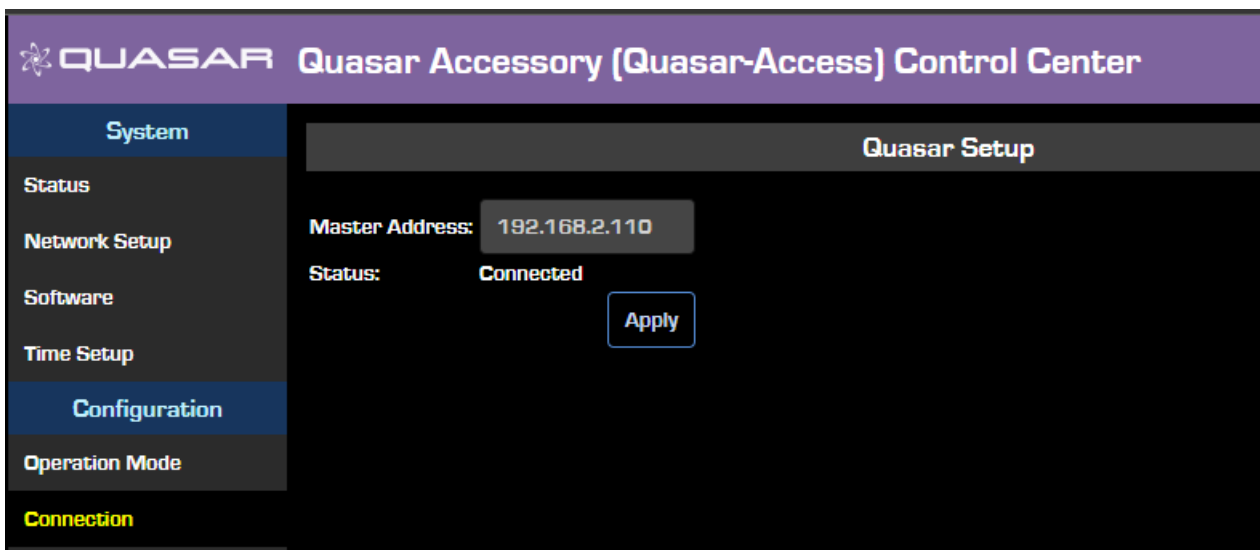 QUASAR Quasar Accessory (Quasar-Access) Control Center
System
Status
Network Setup
Software
Time Setup
Configuration
Operation Mode
Connection
Quasar Setup
Master Address: 192.168.2.110
Status: Connected
Apply